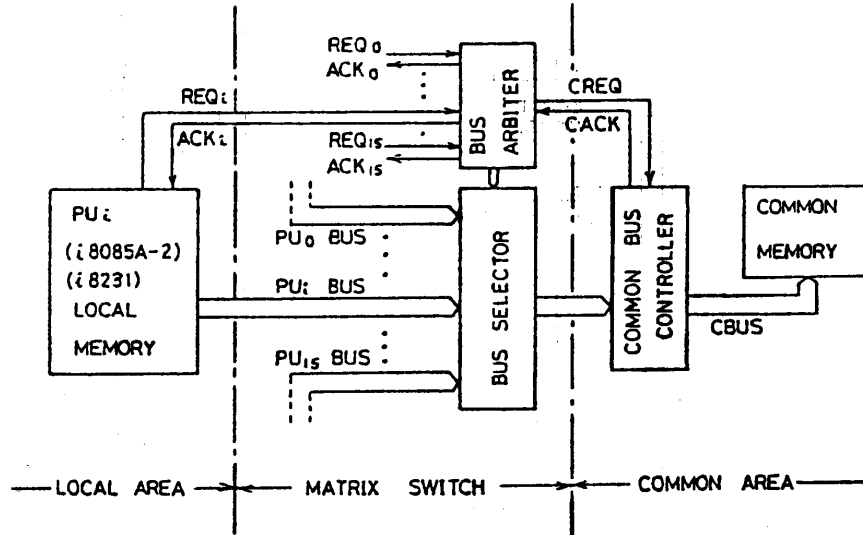 REQ₀
ACK₀
REQᵢ
ACKᵢ
REQ₁₅
ACK₁₅
BUS
ARBITER
CREQ
CACK
PUᵢ
(i8085A-2)
(i8231)
LOCAL
MEMORY
PU₀ BUS
PUᵢ BUS
PU₁₅ BUS
BUS SELECTOR
COMMON BUS
CONTROLLER
COMMON
MEMORY
CBUS
LOCAL AREA
MATRIX SWITCH
COMMON AREA